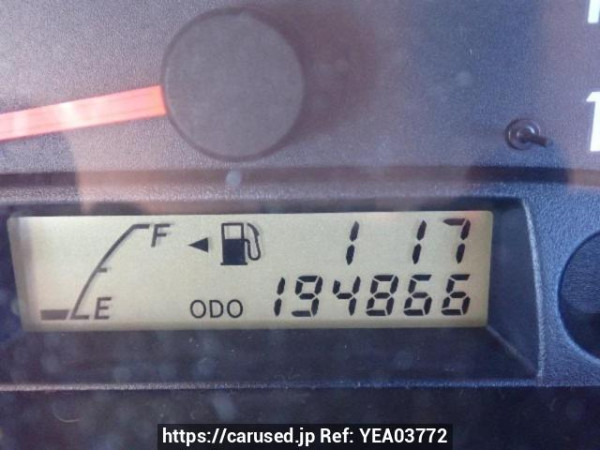 F 1 17
E ODO 194866
https://carused.jp Ref: YEA03772